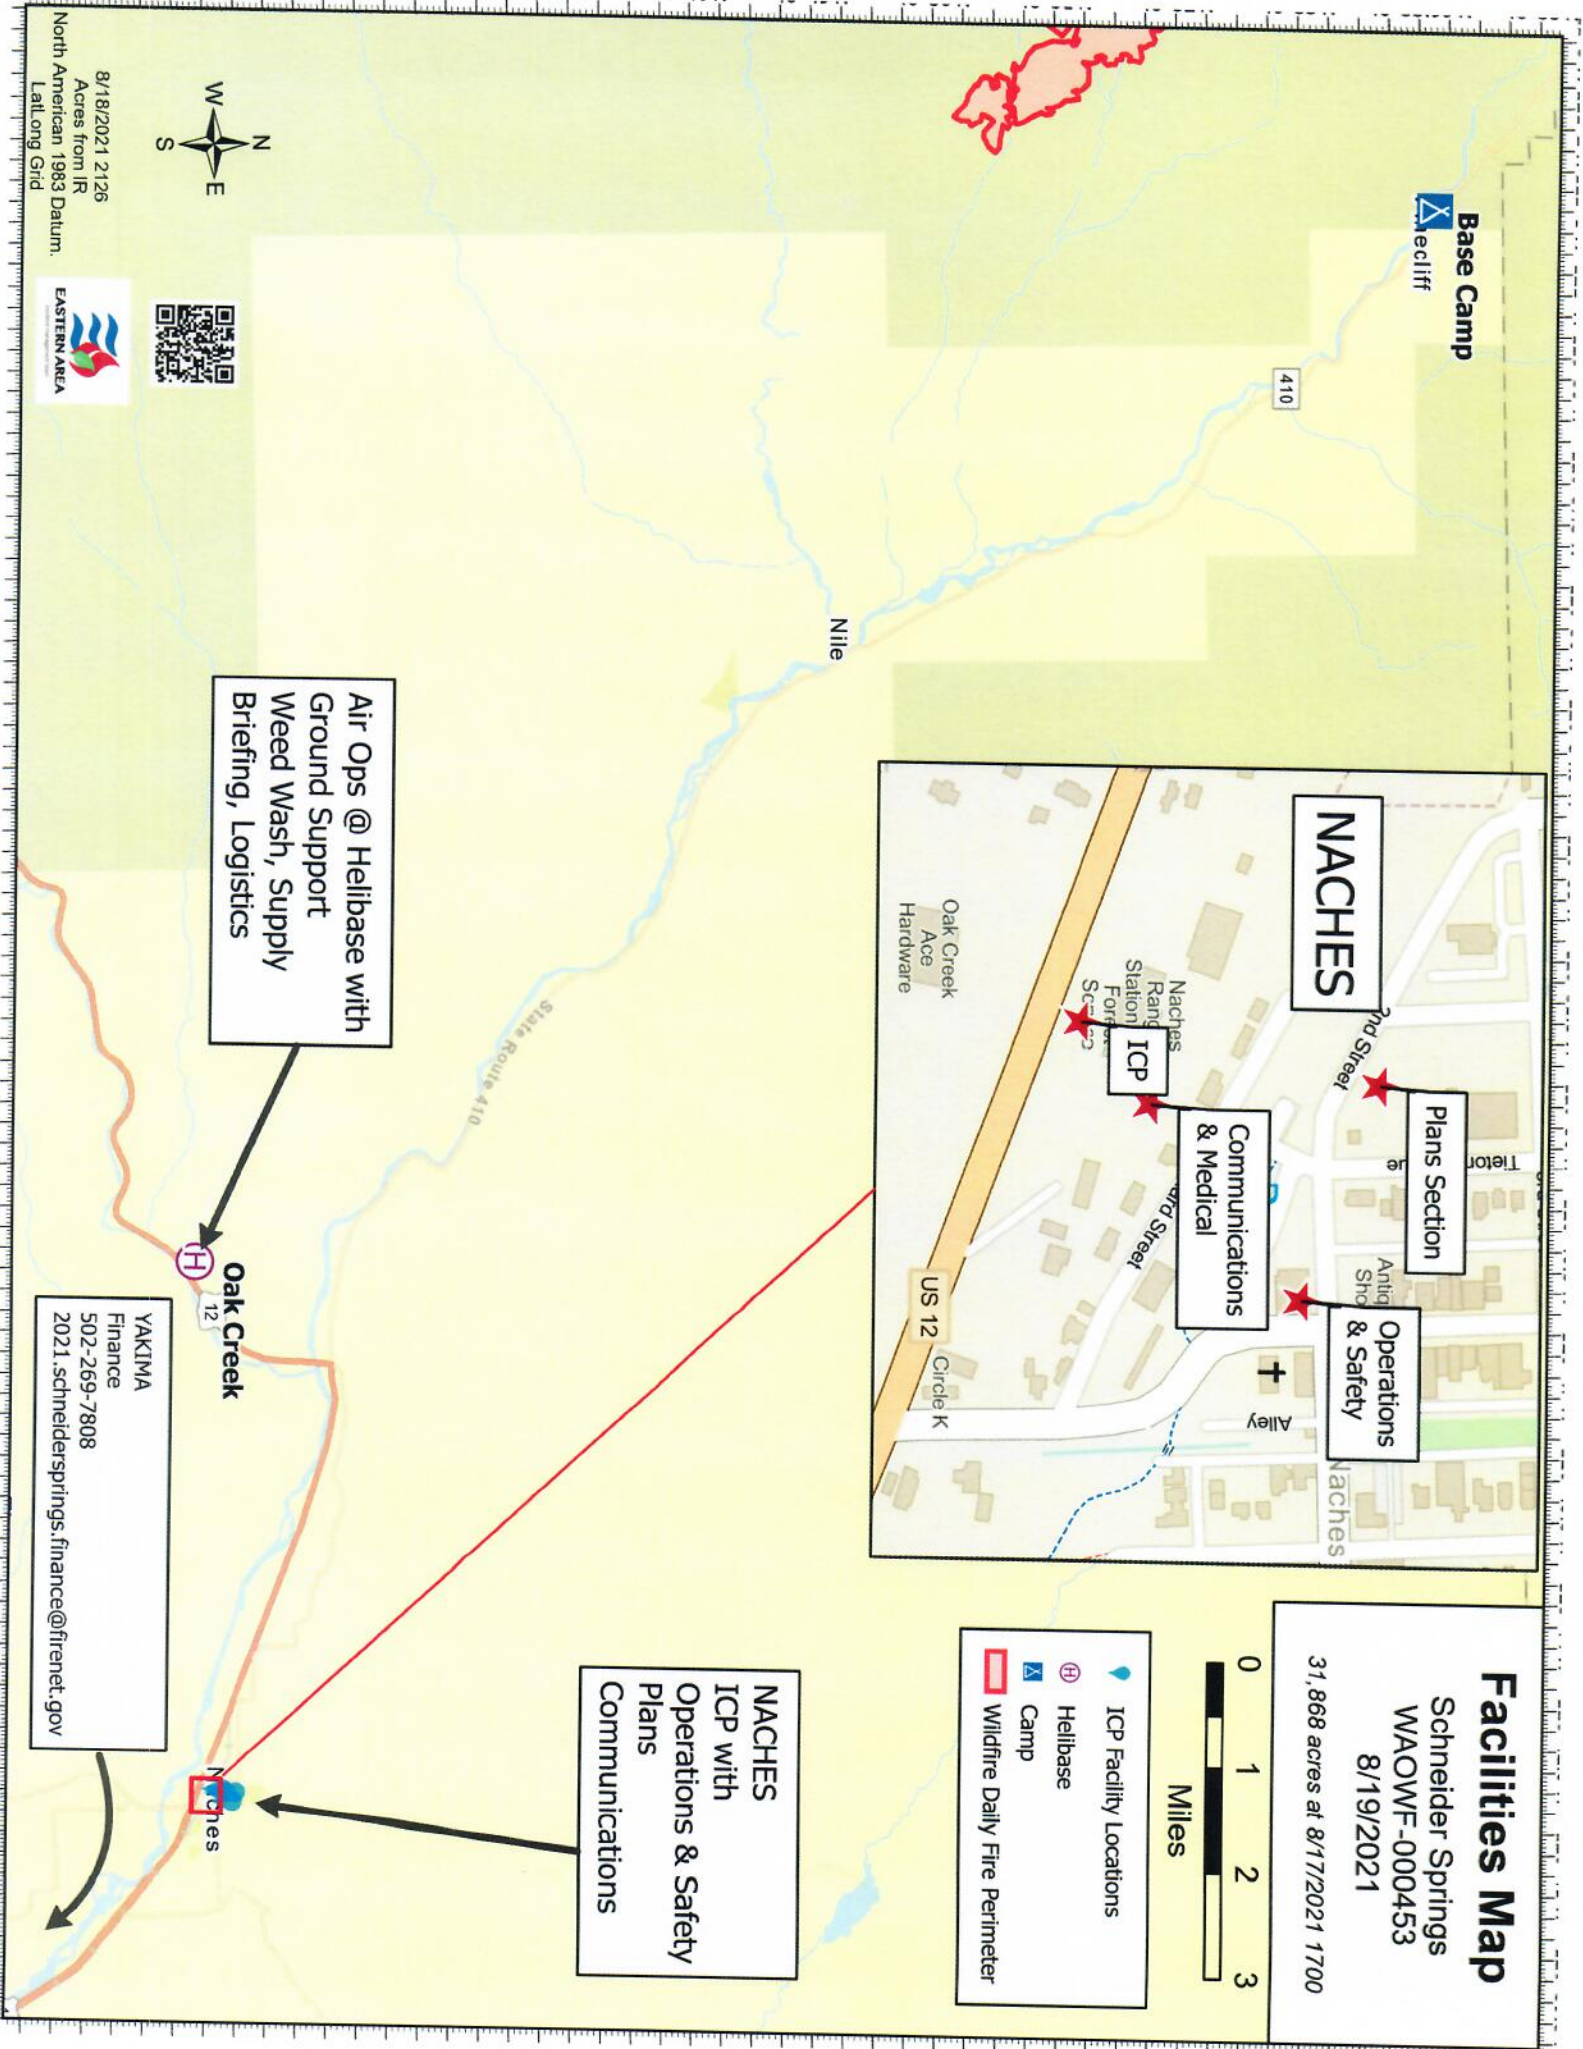 Facilities Map
Schneider Springs
WAOWF-000453
8/19/2021
31,868 acres at 8/17/2021 1700
0 1 2 3
Miles
ICP Facility Locations
Helibase
Camp
Wildfire Daily Fire Perimeter
Base Camp
ecliff
410
Nile
State Route 410
NACHES
2nd Street
Plans Section
Naches
Station
ICP
Communications
& Medical
Operations
& Safety
Alley
Naches
Oak Creek
Ace
Hardware
US 12
Circle K
NACHES
ICP with
Operations & Safety
Plans
Communications
Air Ops @ Helibase with
Ground Support
Weed Wash, Supply
Briefing, Logistics
H
Oak Creek
12
YAKIMA
Finance
502-269-7808
2021.schneidersprings.finance@firenet.gov
N
W E
S
8/18/2021 2126
Acres from IR
North American 1983 Datum.
LatLong Grid
EASTERN AREA